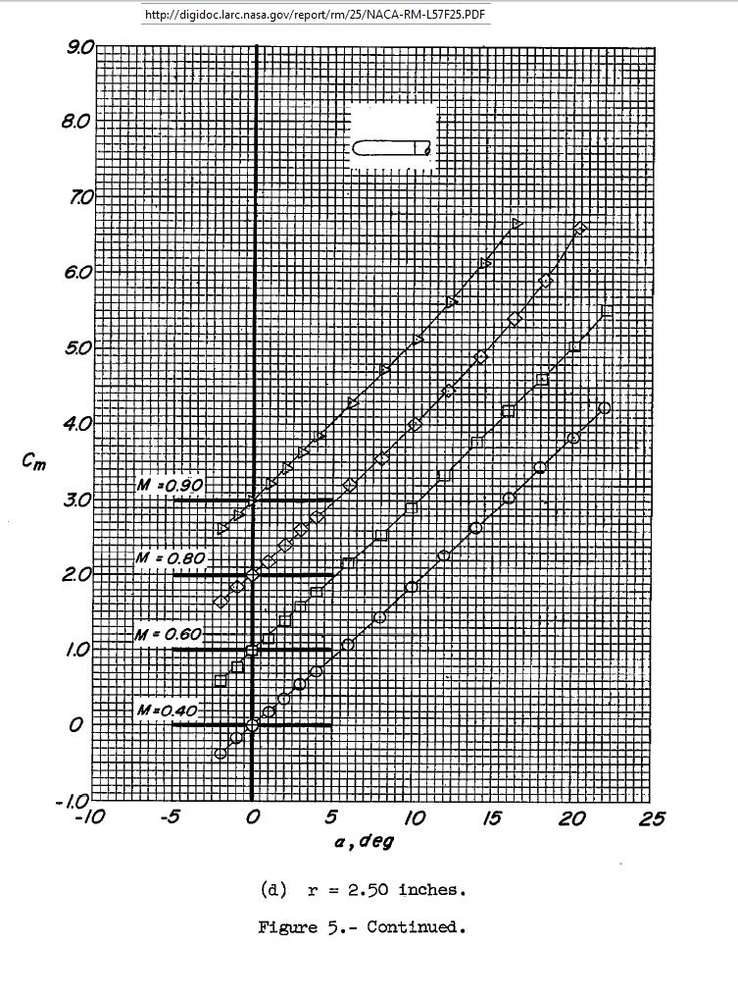 http://digidoc.larc.nasa.gov/report/rm/25/NACA-RM-L57F25.PDF
9.0
8.0
7.0
6.0
5.0
4.0
Cm
M =0.90
3.0
M = 0.80
2.0
M = 0.60
1.0
M=0.40
0
-1.0
-10 -5 0 5 10 15 20 25
α, deg
(d) r = 2.50 inches.
Figure 5.- Continued.